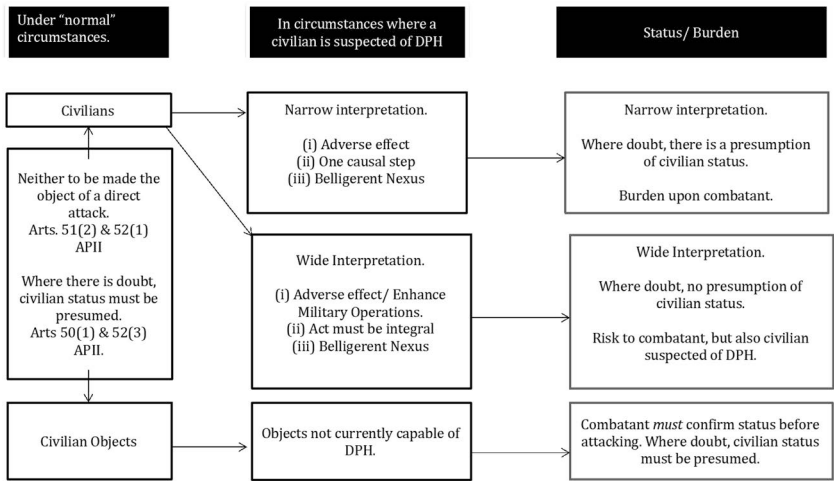 Under “normal”
circumstances.
In circumstances where a
civilian is suspected of DPH
Status/ Burden
Civilians
Neither to be made the
object of a direct
attack.
Arts. 51(2) & 52(1)
APII
Where there is doubt,
civilian status must be
presumed.
Arts 50(1) & 52(3)
APII.
Civilian Objects
Narrow interpretation.
(i) Adverse effect
(ii) One causal step
(iii) Belligerent Nexus
Wide Interpretation.
(i) Adverse effect/ Enhance
Military Operations.
(ii) Act must be integral
(iii) Belligerent Nexus
Objects not currently capable of
DPH.
Narrow interpretation.
Where doubt, there is a presumption
of civilian status.
Burden upon combatant.
Wide Interpretation.
Where doubt, no presumption of
civilian status.
Risk to combatant, but also civilian
suspected of DPH.
Combatant must confirm status before
attacking. Where doubt, civilian status
must be presumed.